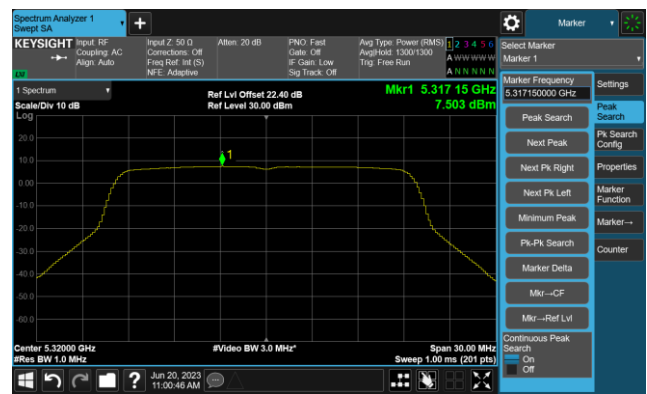 Spectrum Analyzer 1
Swept SA
Marker
KEYSIGHT
Input: RF
Coupling: AC
Align: Auto
Input Z: 50 Ω
Corrections: Off
Freq Ref: Int (S)
NFE: Adaptive
Atten: 20 dB
PNO: Fast
Gate: Off
IF Gain: Low
Sig Track: Off
Avg Type: Power (RMS)
Avg|Hold: 1300/1300
Trig: Free Run
1 2 3 4 5 6
A W W W W W
A N N N N N
LXI
Select Marker
Marker 1
1 Spectrum
Scale/Div 10 dB
Log
Ref Lvl Offset 22.40 dB
Ref Level 30.00 dBm
Mkr1 5.317 15 GHz
7.503 dBm
1
20.0
10.0
0.00
-10.0
-20.0
-30.0
-40.0
-50.0
-60.0
Center 5.32000 GHz
#Res BW 1.0 MHz
#Video BW 3.0 MHz*
Span 30.00 MHz
Sweep 1.00 ms (201 pts)
Marker Frequency
5.317150000 GHz
Peak Search
Next Peak
Next Pk Right
Next Pk Left
Minimum Peak
Pk-Pk Search
Marker Delta
Mkr→CF
Mkr→Ref Lvl
Continuous Peak
Search
On
Off
Settings
Peak
Search
Pk Search
Config
Properties
Marker
Function
Marker→
Counter
?
Jun 20, 2023
11:00:46 AM